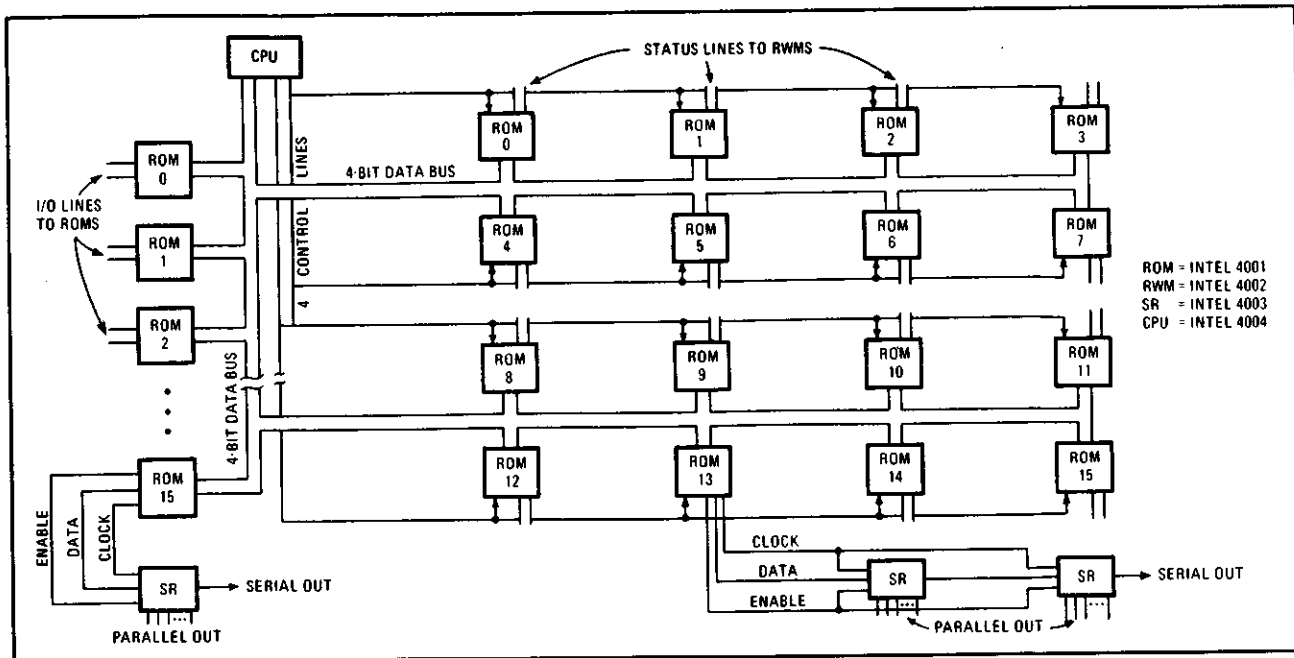 CPU
STATUS LINES TO RWMS
ROM 0
ROM 1
ROM 2
ROM 3
ROM 0
4-BIT DATA BUS
4 CONTROL LINES
I/O LINES TO ROMS
ROM 1
ROM 4
ROM 5
ROM 6
ROM 7
ROM = INTEL 4001
RWM = INTEL 4002
SR = INTEL 4003
CPU = INTEL 4004
ROM 2
ROM 8
ROM 9
ROM 10
ROM 11
4-BIT DATA BUS
ROM 15
ROM 12
ROM 13
ROM 14
ROM 15
ENABLE
DATA
CLOCK
SR
SERIAL OUT
PARALLEL OUT
CLOCK
DATA
ENABLE
SR
SR
SERIAL OUT
PARALLEL OUT